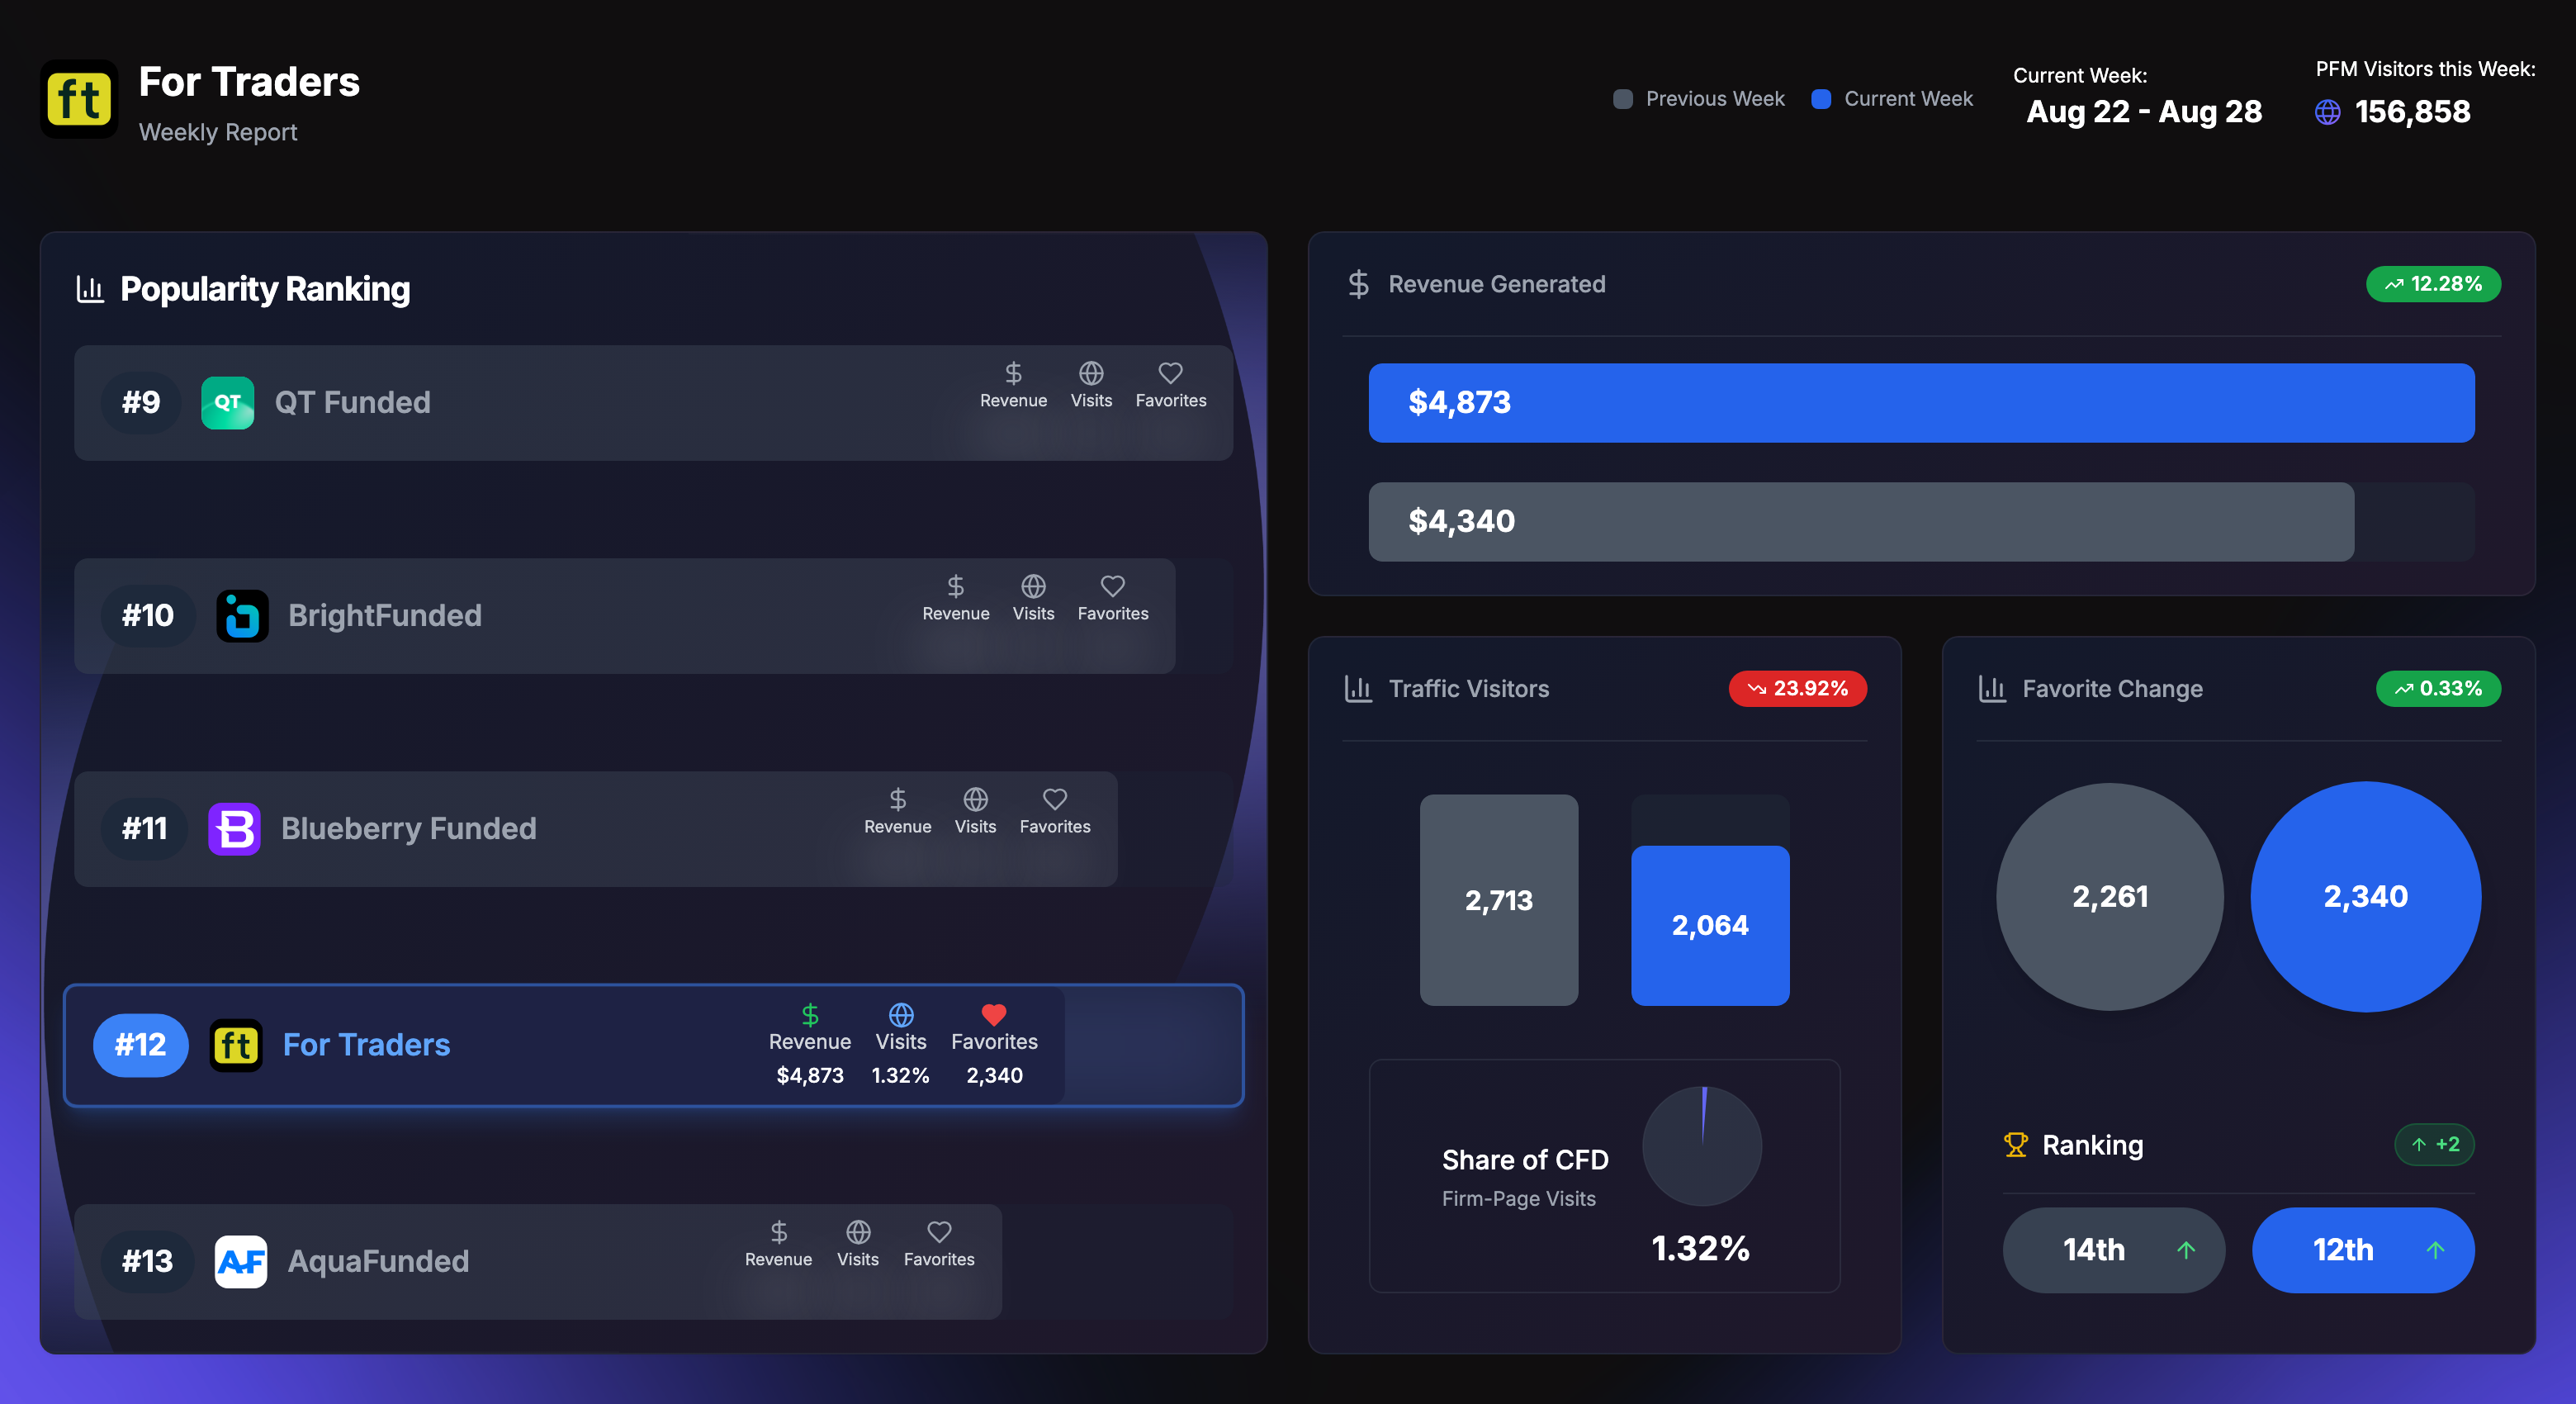 ft
For Traders
Weekly Report
Previous Week
Current Week
Current Week:
Aug 22 - Aug 28
PFM Visitors this Week:
156,858
Popularity Ranking
#9
QT
QT Funded
Revenue
Visits
Favorites
#10
BrightFunded
Revenue
Visits
Favorites
#11
B
Blueberry Funded
Revenue
Visits
Favorites
#12
ft
For Traders
Revenue
Visits
Favorites
$4,873
1.32%
2,340
#13
AF
AquaFunded
Revenue
Visits
Favorites
Revenue Generated
12.28%
$4,873
$4,340
Traffic Visitors
23.92%
2,713
2,064
Share of CFD
Firm-Page Visits
1.32%
Favorite Change
0.33%
2,261
2,340
Ranking
+2
14th
12th